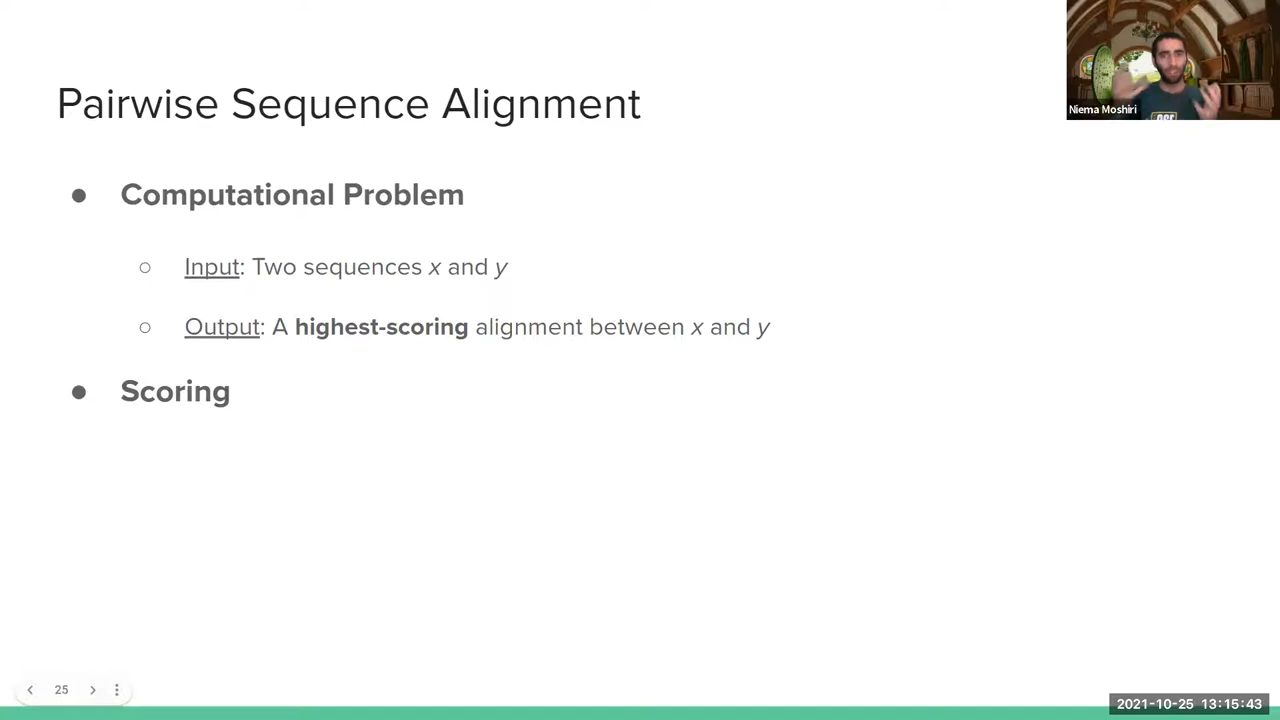 Pairwise Sequence Alignment
Niema Moshiri
● Computational Problem
○ Input: Two sequences x and y
○ Output: A highest-scoring alignment between x and y
● Scoring
25
2021-10-25 13:15:43